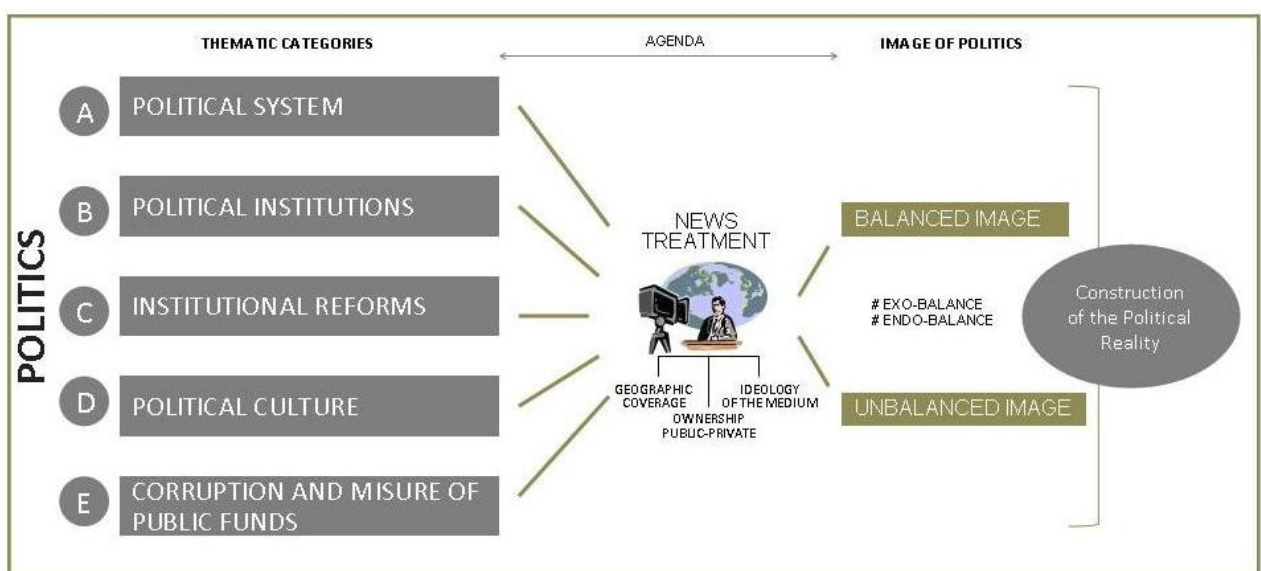 THEMATIC CATEGORIES
AGENDA
IMAGE OF POLITICS
POLITICS
A
POLITICAL SYSTEM
B
POLITICAL INSTITUTIONS
C
INSTITUTIONAL REFORMS
D
POLITICAL CULTURE
E
CORRUPTION AND MISURE OF
PUBLIC FUNDS
NEWS
TREATMENT
GEOGRAPHIC
COVERAGE
OWNERSHIP
PUBLIC-PRIVATE
IDEOLOGY
OF THE MEDIUM
BALANCED IMAGE
# EXO-BALANCE
# ENDO-BALANCE
UNBALANCED IMAGE
Construction
of the Political
Reality